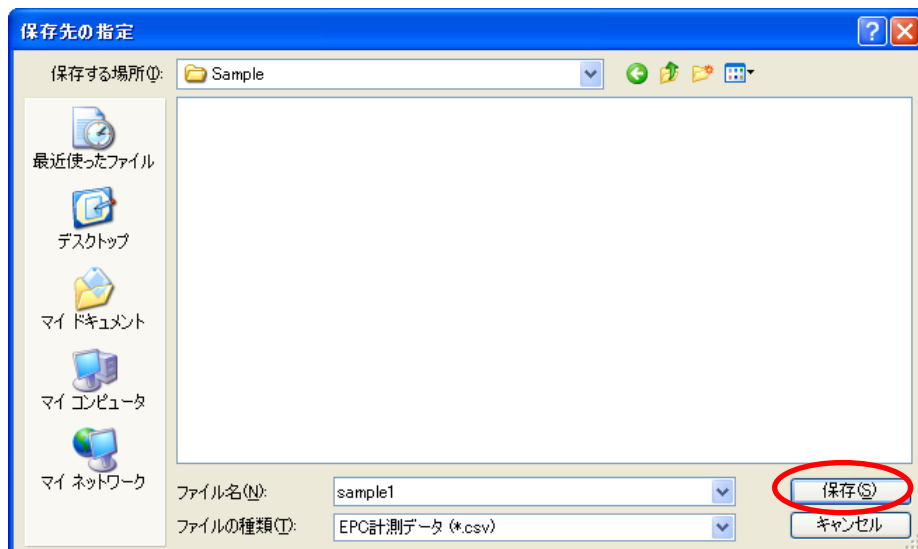 保存先の指定
保存する場所(I):
Sample
最近使ったファイル
デスクトップ
マイ ドキュメント
マイ コンピュータ
マイ ネットワーク
ファイル名(N):
sample1
保存(S)
ファイルの種類(T):
EPC計測データ (*.csv)
キャンセル